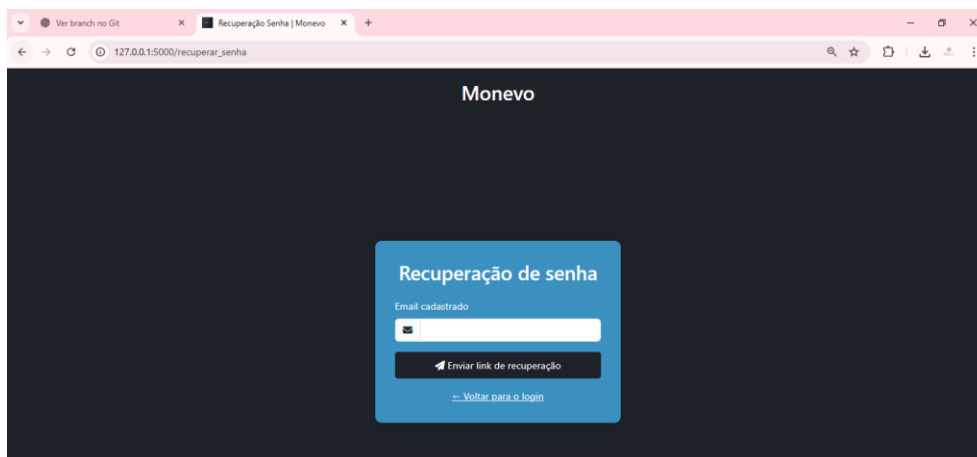 Ver branch no Git
Recuperação Senha | Monevo
127.0.0.1:5000/recuperar_senha
Monevo
Recuperação de senha
Email cadastrado
Enviar link de recuperação
← Voltar para o login